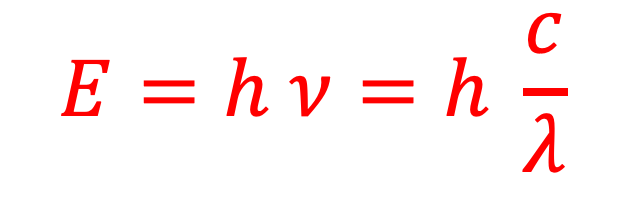 E = h ν = h c/λ